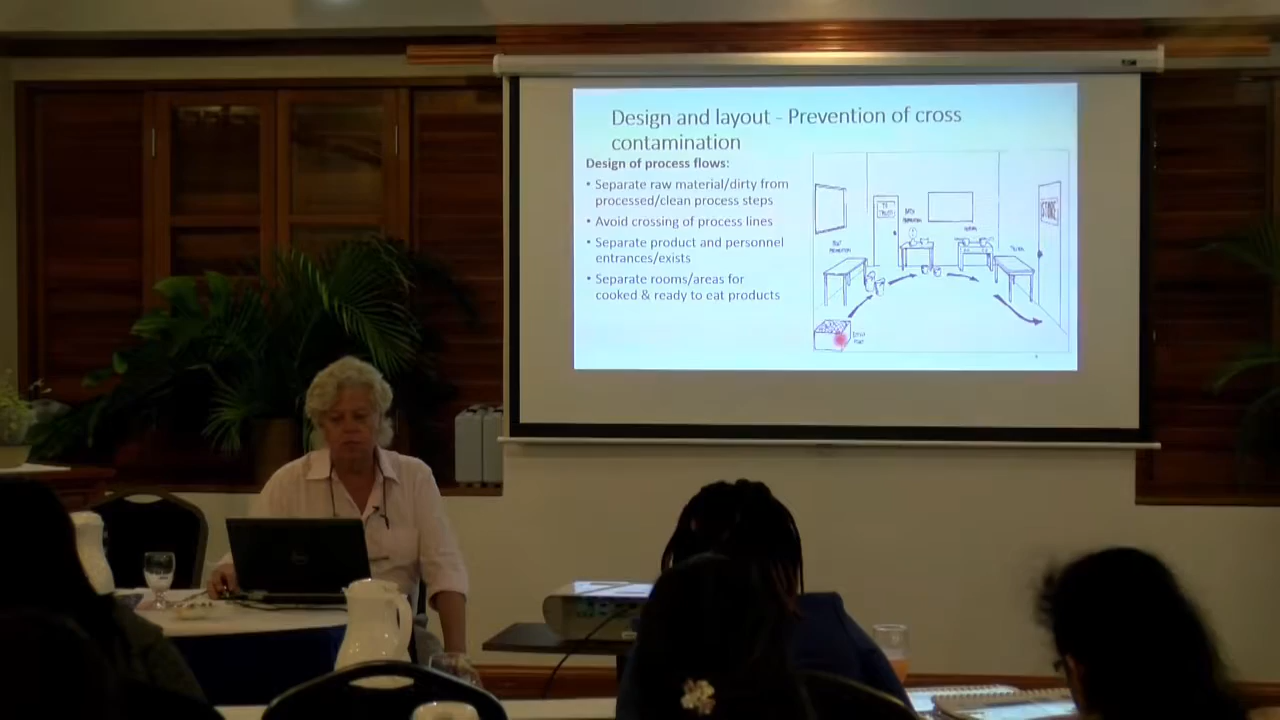 Design and layout - Prevention of cross
contamination
Design of process flows:
• Separate raw material/dirty from
processed/clean process steps
• Avoid crossing of process lines
• Separate product and personnel
entrances/exists
• Separate rooms/areas for
cooked & ready to eat products
STORE